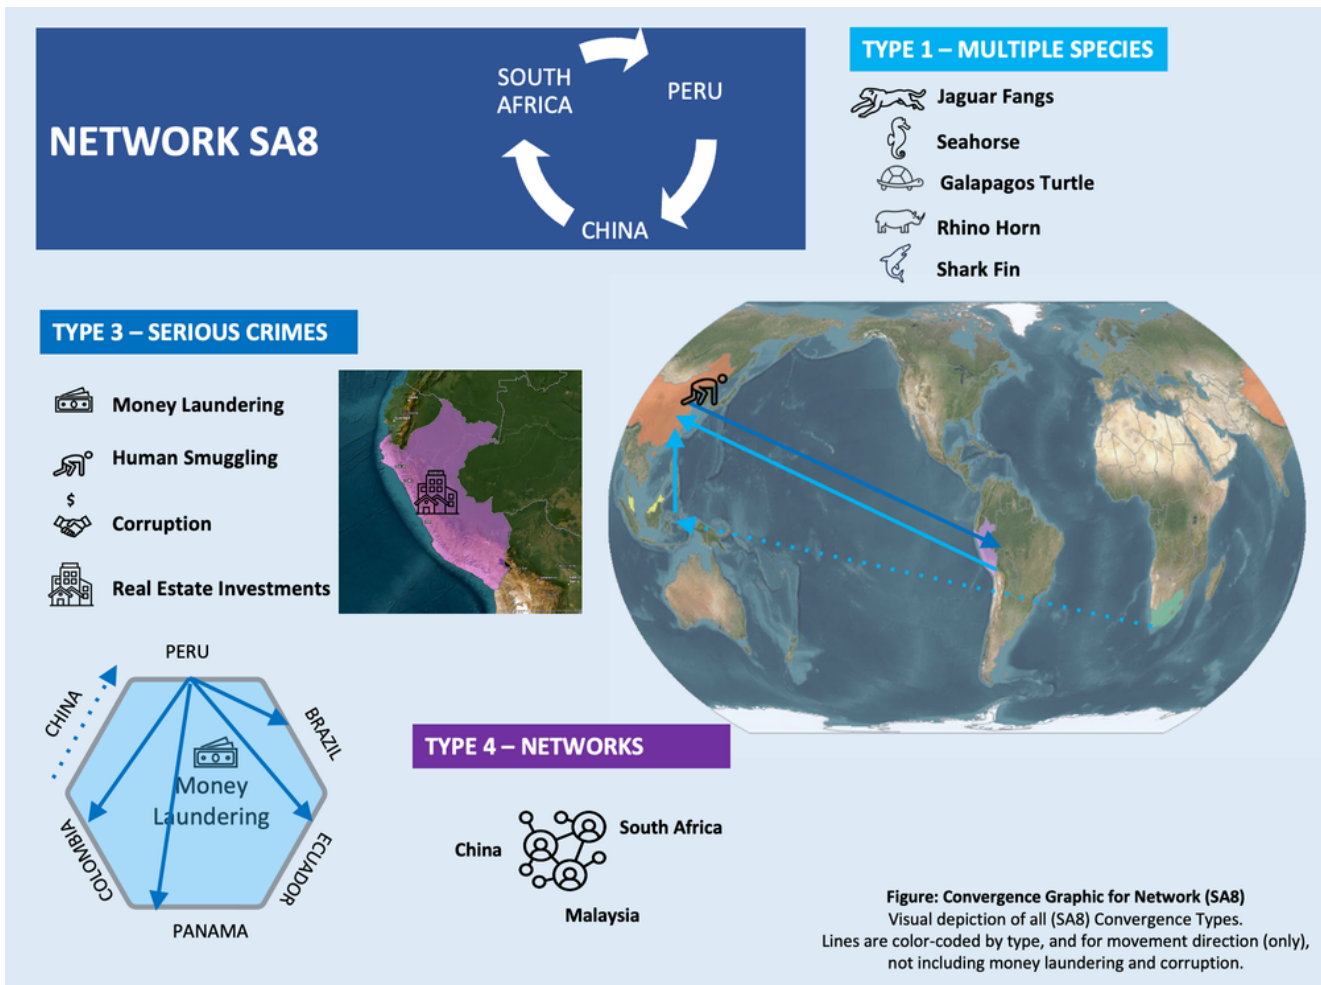 NETWORK SA8
SOUTH
AFRICA
PERU
CHINA
TYPE 1 – MULTIPLE SPECIES
Jaguar Fangs
Seahorse
Galapagos Turtle
Rhino Horn
Shark Fin
TYPE 3 – SERIOUS CRIMES
Money Laundering
Human Smuggling
$
Corruption
Real Estate Investments
PERU
CHINA
BRAZIL
Money
Laundering
COLOMBIA
ECUADOR
PANAMA
TYPE 4 – NETWORKS
South Africa
China
Malaysia
Figure: Convergence Graphic for Network (SA8)
Visual depiction of all (SA8) Convergence Types.
Lines are color-coded by type, and for movement direction (only),
not including money laundering and corruption.